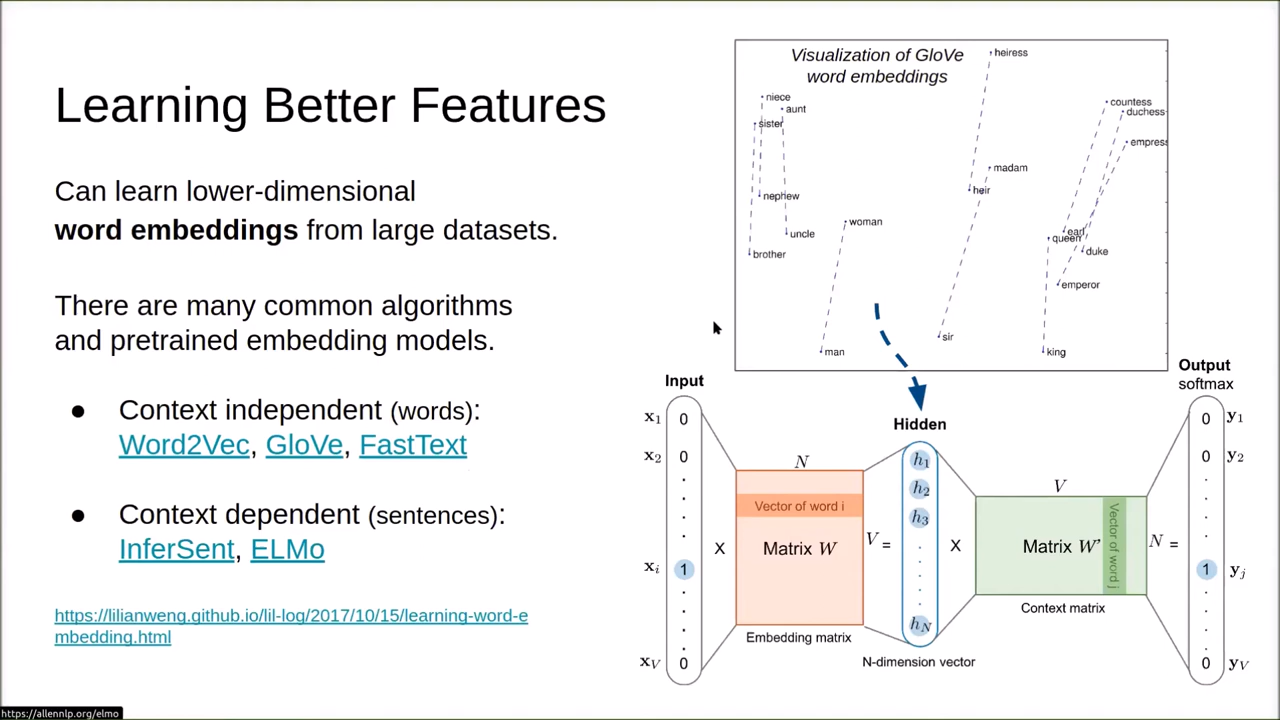 Learning Better Features
Can learn lower-dimensional
word embeddings from large datasets.
There are many common algorithms
and pretrained embedding models.
● Context independent (words):
Word2Vec, GloVe, FastText
● Context dependent (sentences):
InferSent, ELMo
https://lilianweng.github.io/lil-log/2017/10/15/learning-word-e
mbedding.html
Visualization of GloVe
word embeddings
heiress
niece
aunt
sister
countess
duchess
empress
madam
heir
nephew
woman
uncle
earl
queen
brother
duke
emperor
sir
man
king
Input
x1 0
x2 0
xi 1
xV 0
X
N
Vector of word i
Matrix W
V =
Embedding matrix
Hidden
h1
h2
h3
hN
N-dimension vector
X
V
Matrix W'
Vector of word j
N =
Context matrix
Output
softmax
0 y1
0 y2
1 yj
0 yV
https://allennlp.org/elmo